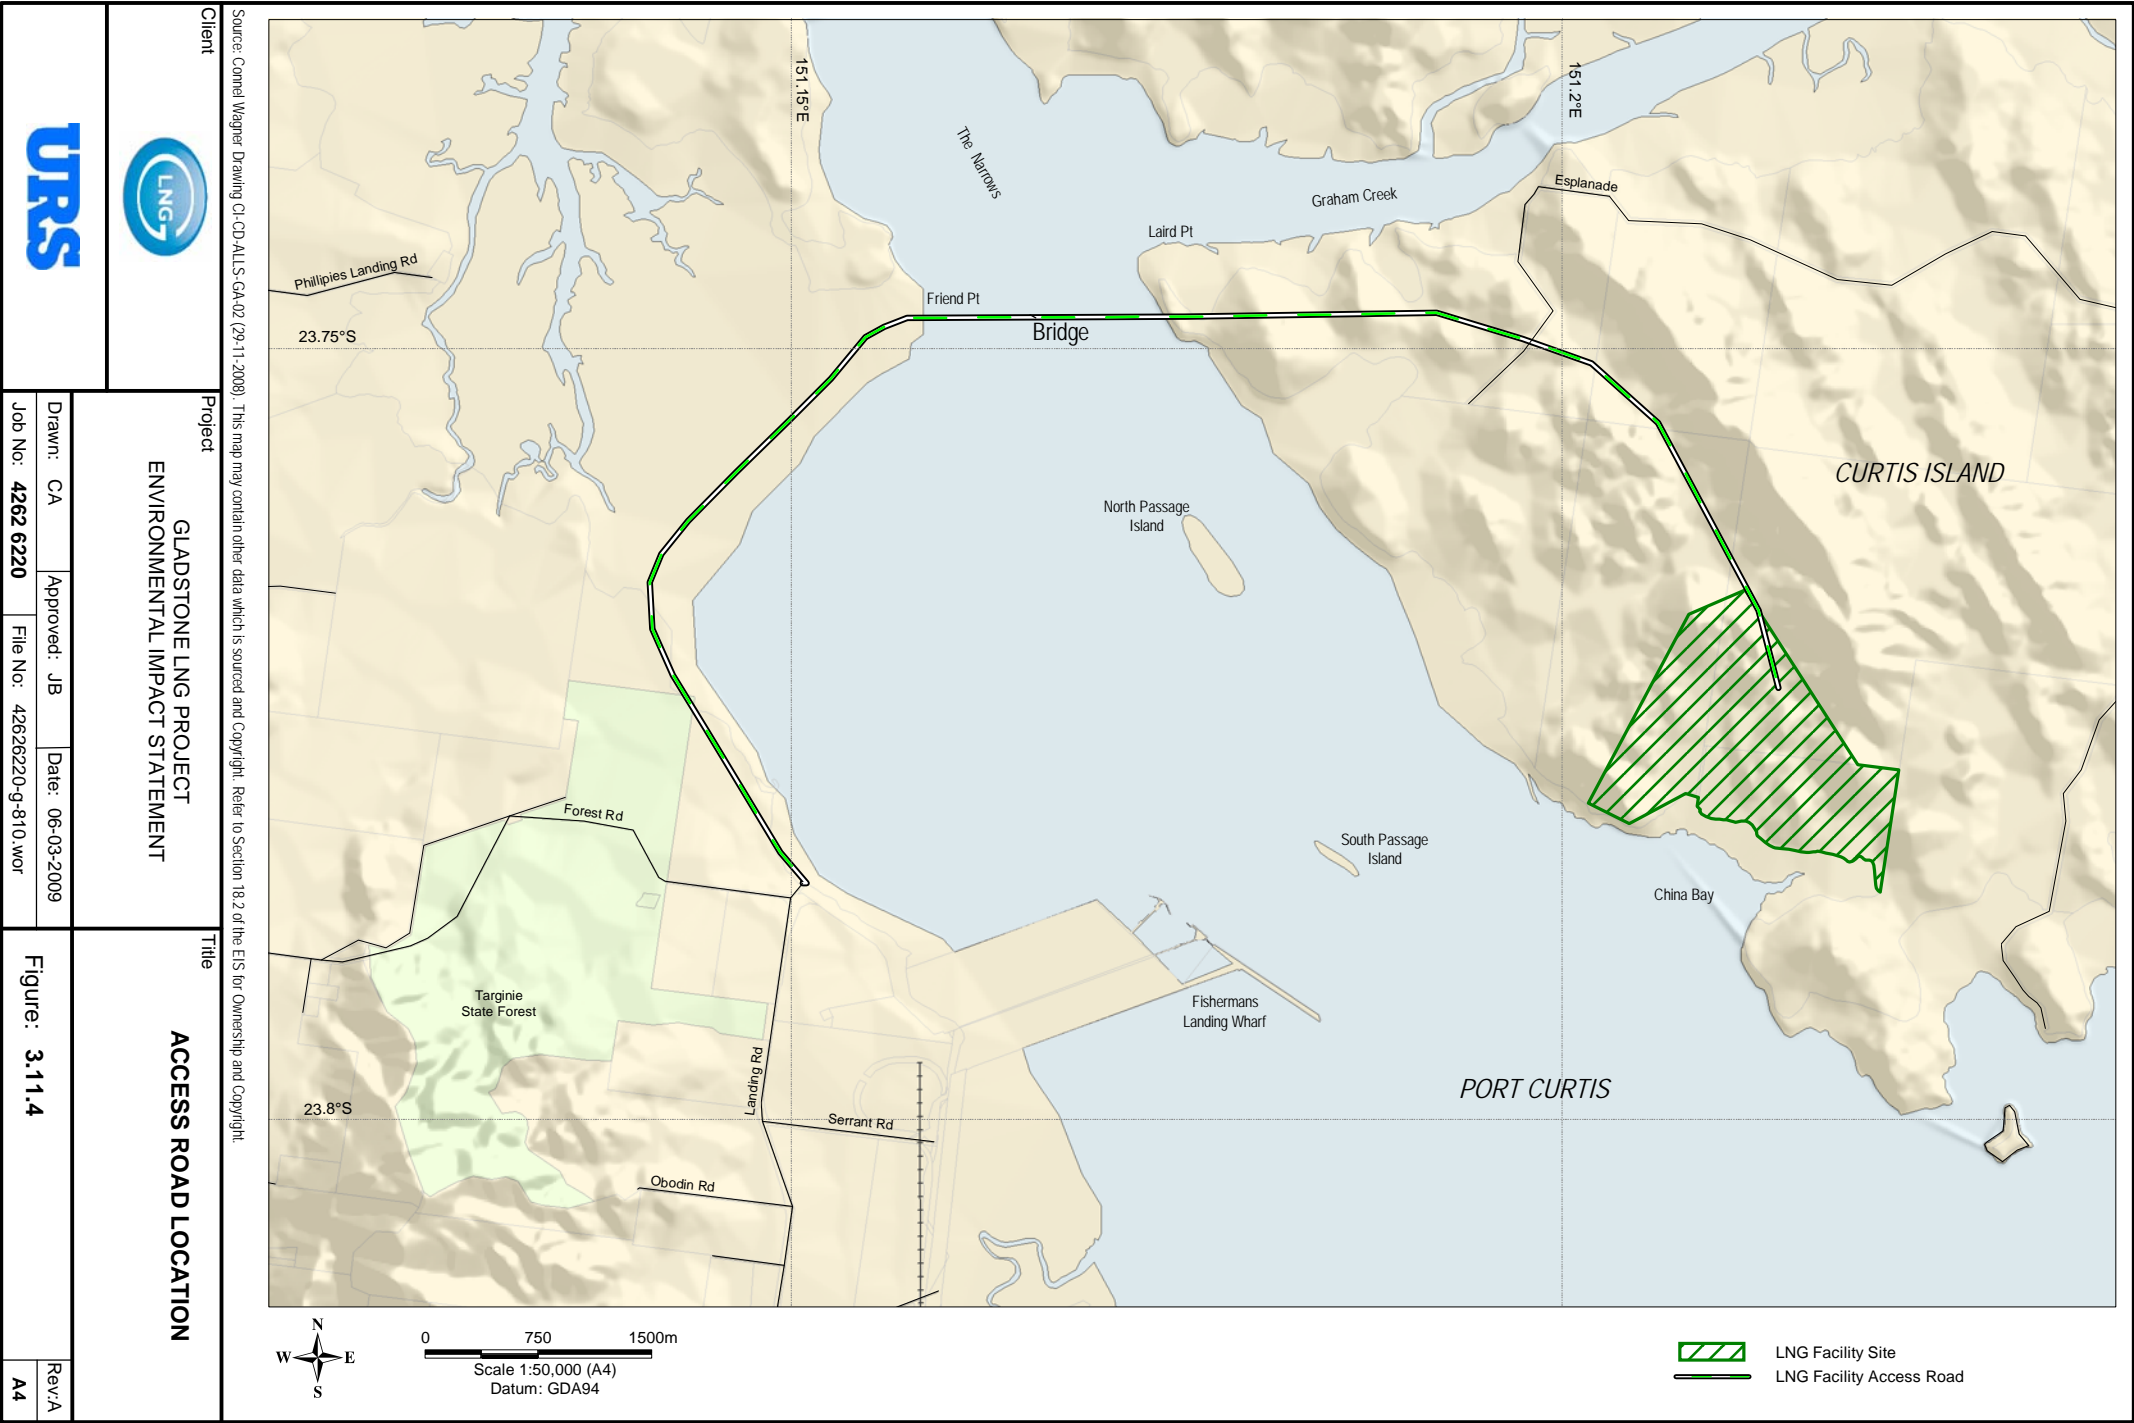 151.15°E
151.2°E
The Narrows
Graham Creek
Esplanade
Laird Pt
Phillipies Landing Rd
Friend Pt
23.75°S
Bridge
CURTIS ISLAND
North Passage
Island
Forest Rd
South Passage
Island
China Bay
Targinie
State Forest
Fishermans
Landing Wharf
Landing Rd
PORT CURTIS
23.8°S
Serrant Rd
Obodin Rd
N
W E
S
0 750 1500m
Scale 1:50,000 (A4)
Datum: GDA94
LNG Facility Site
LNG Facility Access Road
Source: Connel Wagner Drawing CI-CD-ALLS-GA-02 (29-11-2008). This map may contain other data which is sourced and Copyright. Refer to Section 18.2 of the EIS for Ownership and Copyright.
Client
LNG
URS
Project
GLADSTONE LNG PROJECT
ENVIRONMENTAL IMPACT STATEMENT
Title
ACCESS ROAD LOCATION
Drawn: CA
Approved: JB
Date: 06-03-2009
Job No: 4262 6220
File No: 42626220-g-810.wor
Figure: 3.11.4
Rev:A
A4